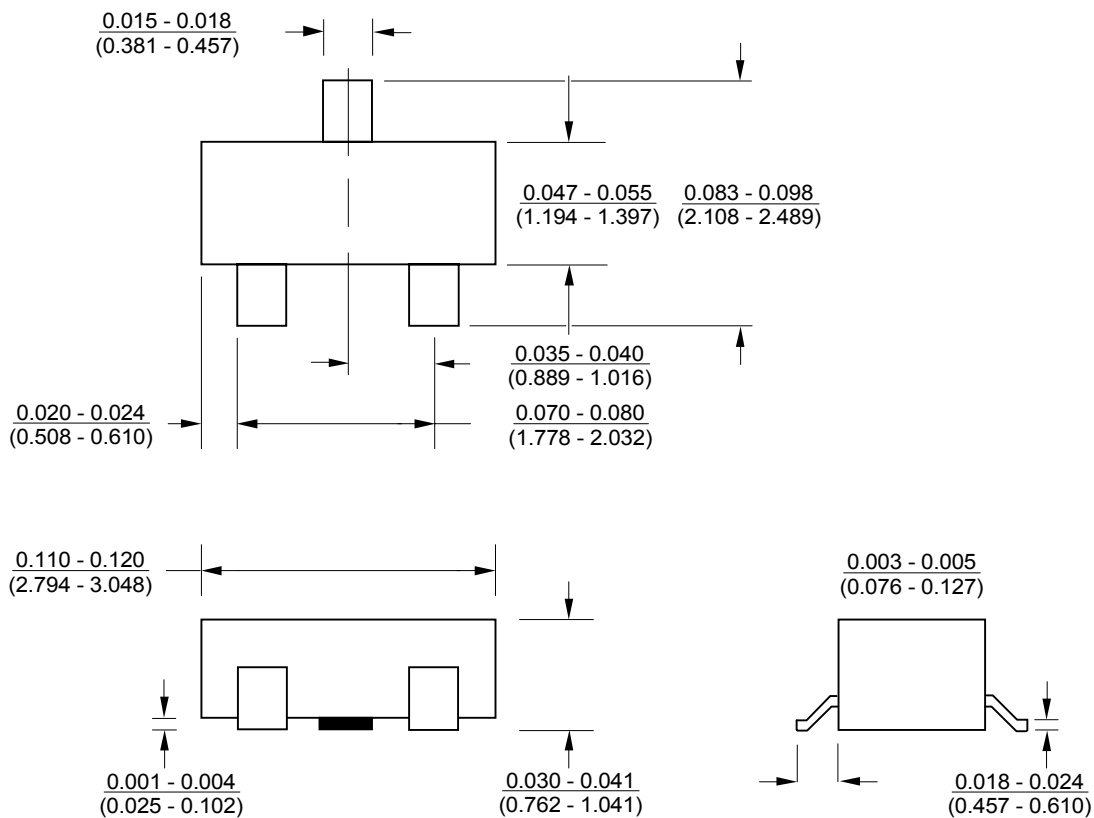 0.015 - 0.018
(0.381 - 0.457)
0.047 - 0.055
(1.194 - 1.397)
0.083 - 0.098
(2.108 - 2.489)
0.035 - 0.040
(0.889 - 1.016)
0.020 - 0.024
(0.508 - 0.610)
0.070 - 0.080
(1.778 - 2.032)
0.110 - 0.120
(2.794 - 3.048)
0.003 - 0.005
(0.076 - 0.127)
0.001 - 0.004
(0.025 - 0.102)
0.030 - 0.041
(0.762 - 1.041)
0.018 - 0.024
(0.457 - 0.610)